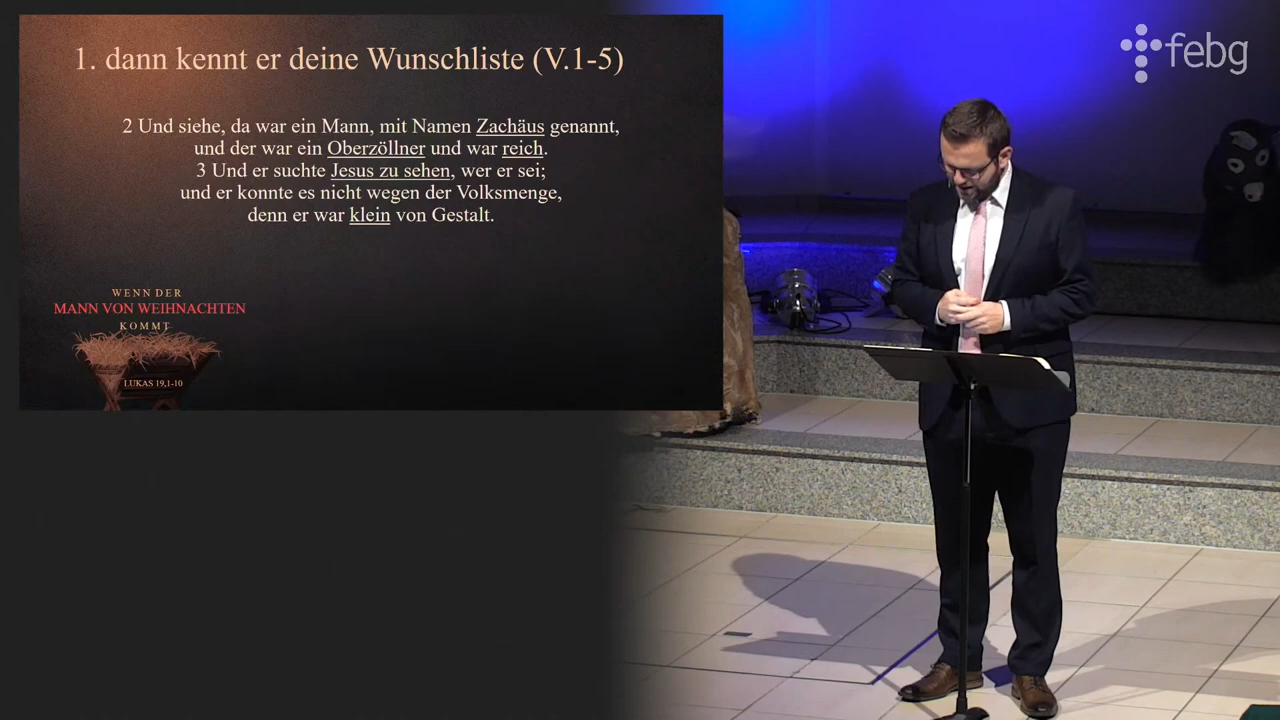 1. dann kennt er deine Wunschliste (V.1-5)
2 Und siehe, da war ein Mann, mit Namen Zachäus genannt,
und der war ein Oberzöllner und war reich.
3 Und er suchte Jesus zu sehen, wer er sei;
und er konnte es nicht wegen der Volksmenge,
denn er war klein von Gestalt.
WENN DER
MANN VON WEIHNACHTEN
KOMMT
LUKAS 19,1-10
febg